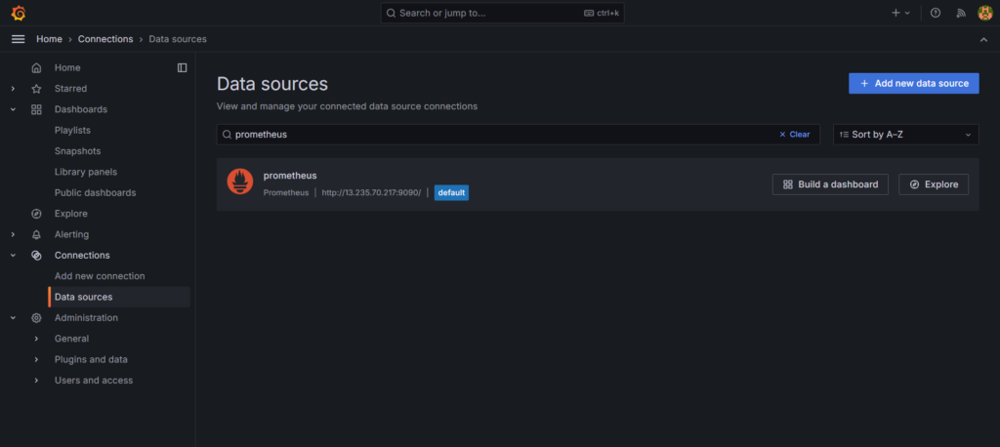 Search or jump to...
ctrl+k
Home › Connections › Data sources
Home
Starred
Dashboards
Playlists
Snapshots
Library panels
Public dashboards
Explore
Alerting
Connections
Add new connection
Data sources
Administration
General
Plugins and data
Users and access
Data sources
View and manage your connected data source connections
Add new data source
prometheus
Clear
Sort by A–Z
prometheus
Prometheus | http://13.235.70.217:9090/ | default
Build a dashboard
Explore